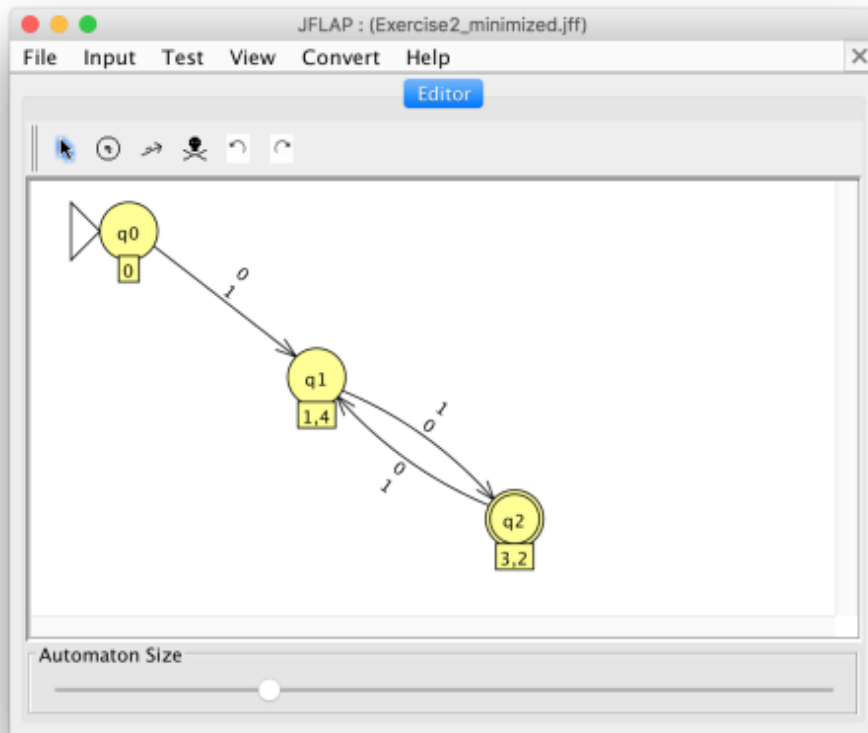 JFLAP : (Exercise2_minimized.jff)
File Input Test View Convert Help
Editor
q0
0
0
1
q1
1,4
1
0
0
1
q2
3,2
Automaton Size